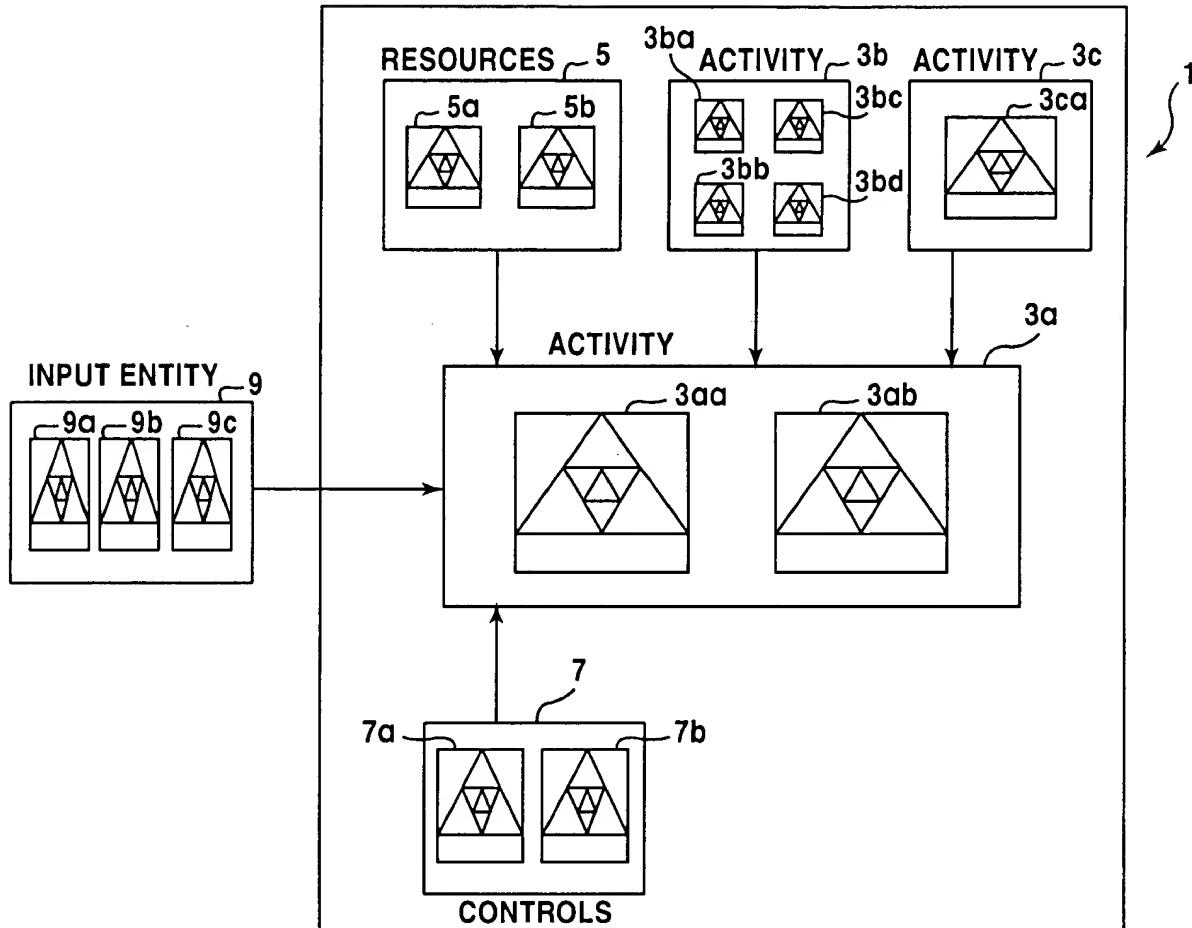 RESOURCES 5
5a 5b
3ba ACTIVITY 3b
3bc
3bb
3bd
ACTIVITY 3c
3ca
1
ACTIVITY
3a
3aa 3ab
INPUT ENTITY 9
9a 9b 9c
7
7a 7b
CONTROLS